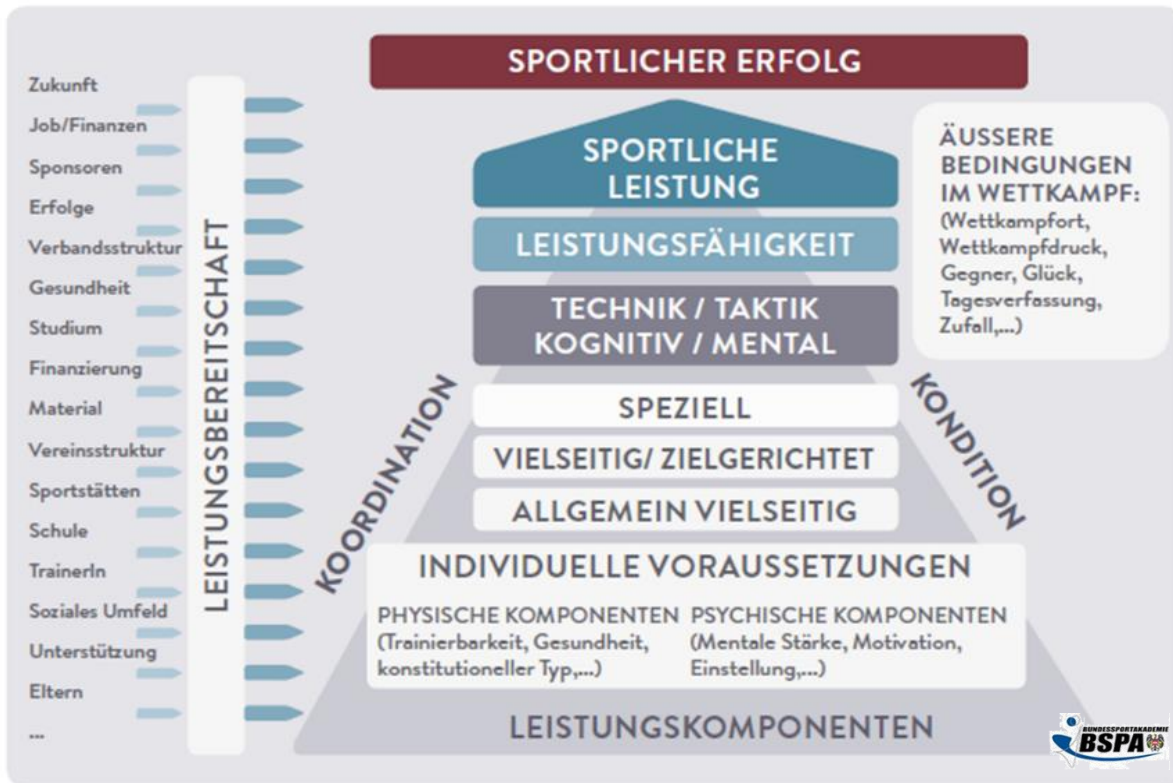 SPORTLICHER ERFOLG
Zukunft
Job/Finanzen
Sponsoren
Erfolge
Verbandsstruktur
Gesundheit
Studium
Finanzierung
Material
Vereinsstruktur
Sportstätten
Schule
TrainerIn
Soziales Umfeld
Unterstützung
Eltern
...
LEISTUNGSBEREITSCHAFT
SPORTLICHE
LEISTUNG
LEISTUNGSFÄHIGKEIT
TECHNIK / TAKTIK
KOGNITIV / MENTAL
KOORDINATION
SPEZIELL
VIELSEITIG/ ZIELGERICHTET
ALLGEMEIN VIELSEITIG
KONDITION
INDIVIDUELLE VORAUSSETZUNGEN
PHYSISCHE KOMPONENTEN
(Trainierbarkeit, Gesundheit,
konstitutioneller Typ,...)
PSYCHISCHE KOMPONENTEN
(Mentale Stärke, Motivation,
Einstellung,...)
LEISTUNGSKOMPONENTEN
ÄUSSERE
BEDINGUNGEN
IM WETTKAMPF:
(Wettkampfort,
Wettkampfdruck,
Gegner, Glück,
Tagesverfassung,
Zufall,...)
BUNDESSPORTAKADEMIE
BSPA